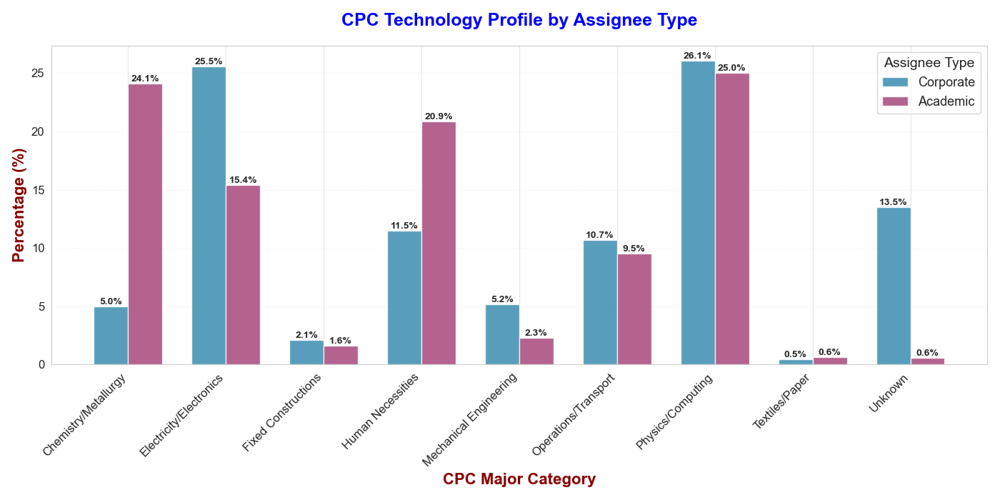 CPC Technology Profile by Assignee Type
Percentage (%)
25
20
15
10
5
0
5.0%
24.1%
25.5%
15.4%
2.1%
1.6%
11.5%
20.9%
5.2%
2.3%
10.7%
9.5%
26.1%
25.0%
0.5%
0.6%
13.5%
0.6%
Assignee Type
Corporate
Academic
Chemistry/Metallurgy
Electricity/Electronics
Fixed Constructions
Human Necessities
Mechanical Engineering
Operations/Transport
Physics/Computing
Textiles/Paper
Unknown
CPC Major Category